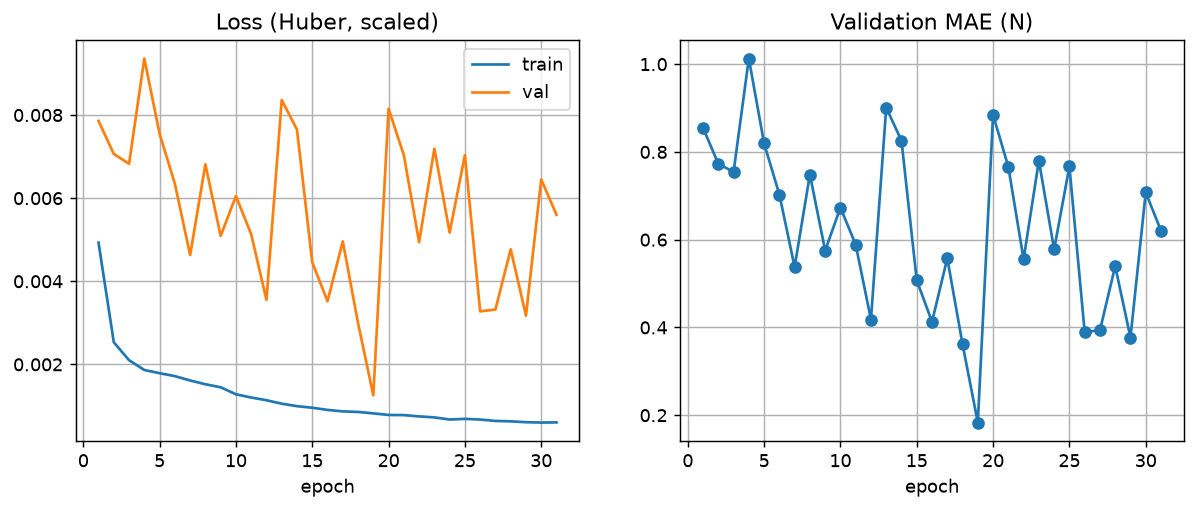 Loss (Huber, scaled)
train
val
0.008
0.006
0.004
0.002
0 5 10 15 20 25 30
epoch
Validation MAE (N)
1.0
0.8
0.6
0.4
0.2
0 5 10 15 20 25 30
epoch